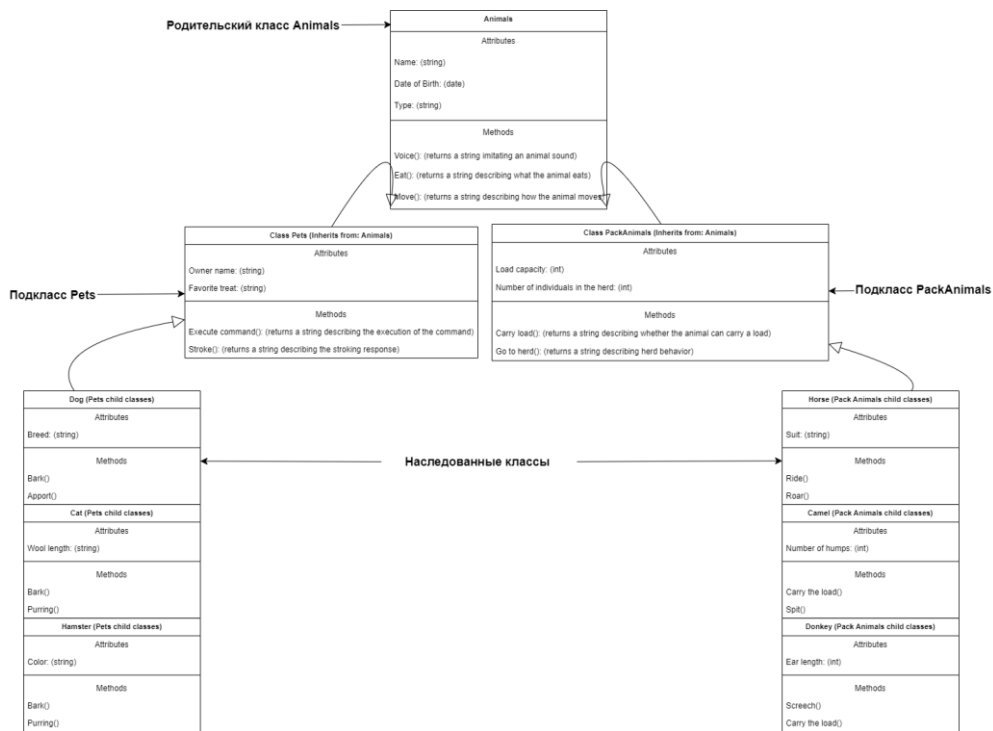 Родительский класс Animals
Animals
Attributes
Name: (string)
Date of Birth: (date)
Type: (string)
Methods
Voice(): (returns a string imitating an animal sound)
Eat(): (returns a string describing what the animal eats)
Move(): (returns a string describing how the animal moves
Class Pets (Inherits from: Animals)
Attributes
Owner name: (string)
Favorite treat: (string)
Methods
Execute command(): (returns a string describing the execution of the command)
Stroke(): (returns a string describing the stroking response)
Class PackAnimals (Inherits from: Animals)
Attributes
Load capacity: (int)
Number of individuals in the herd: (int)
Methods
Carry load(): (returns a string describing whether the animal can carry a load)
Go to herd(): (returns a string describing herd behavior)
Подкласс Pets
Подкласс PackAnimals
Dog (Pets child classes)
Attributes
Breed: (string)
Methods
Bark()
Apport()
Cat (Pets child classes)
Attributes
Wool length: (string)
Methods
Bark()
Purring()
Hamster (Pets child classes)
Attributes
Color: (string)
Methods
Bark()
Purring()
Наследованные классы
Horse (Pack Animals child classes)
Attributes
Suit: (string)
Methods
Ride()
Roar()
Camel (Pack Animals child classes)
Attributes
Number of humps: (int)
Methods
Carry the load()
Spit()
Donkey (Pack Animals child classes)
Attributes
Ear length: (int)
Methods
Screech()
Carry the load()